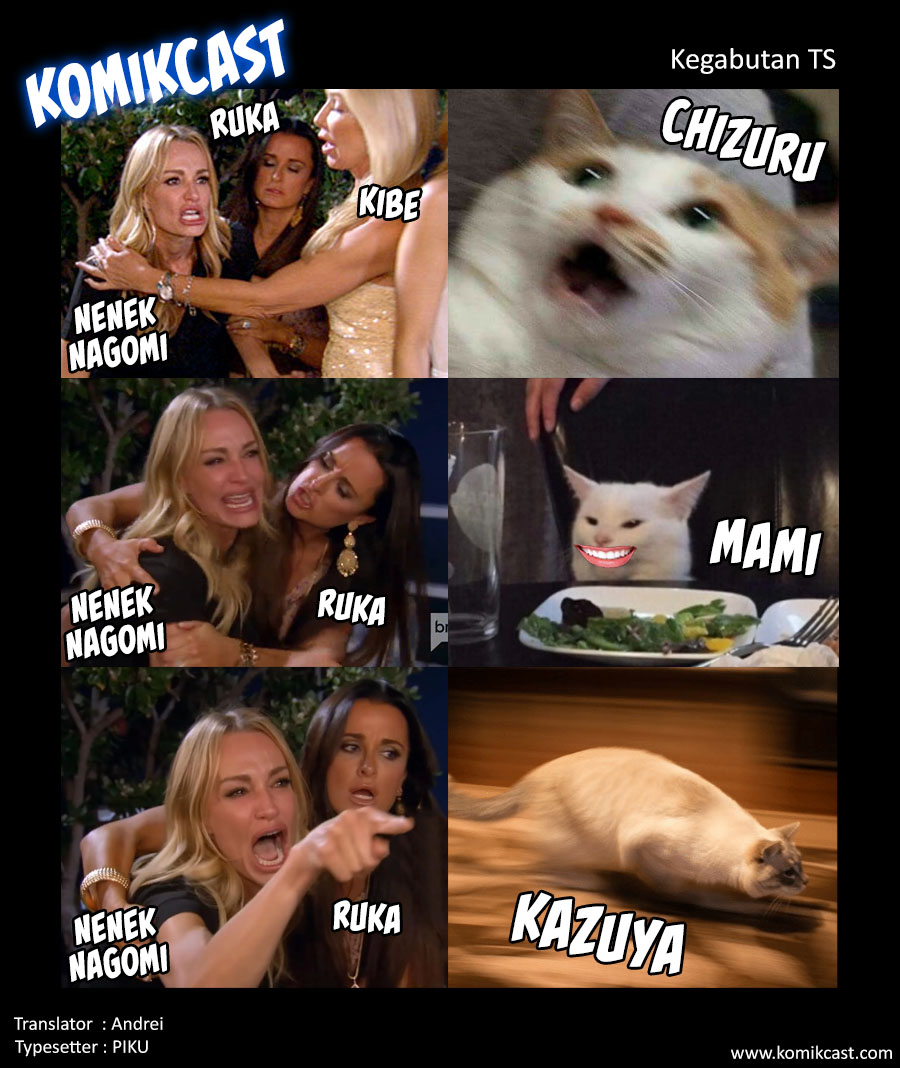 KOMIKCAST
Kegabutan TS
RUKA
KIBE
NENEK
NAGOMI
CHIZURU
NENEK
NAGOMI
RUKA
MAMI
NENEK
NAGOMI
RUKA
KAZUYA
Translator : Andrei
Typesetter : PIKU
www.komikcast.com